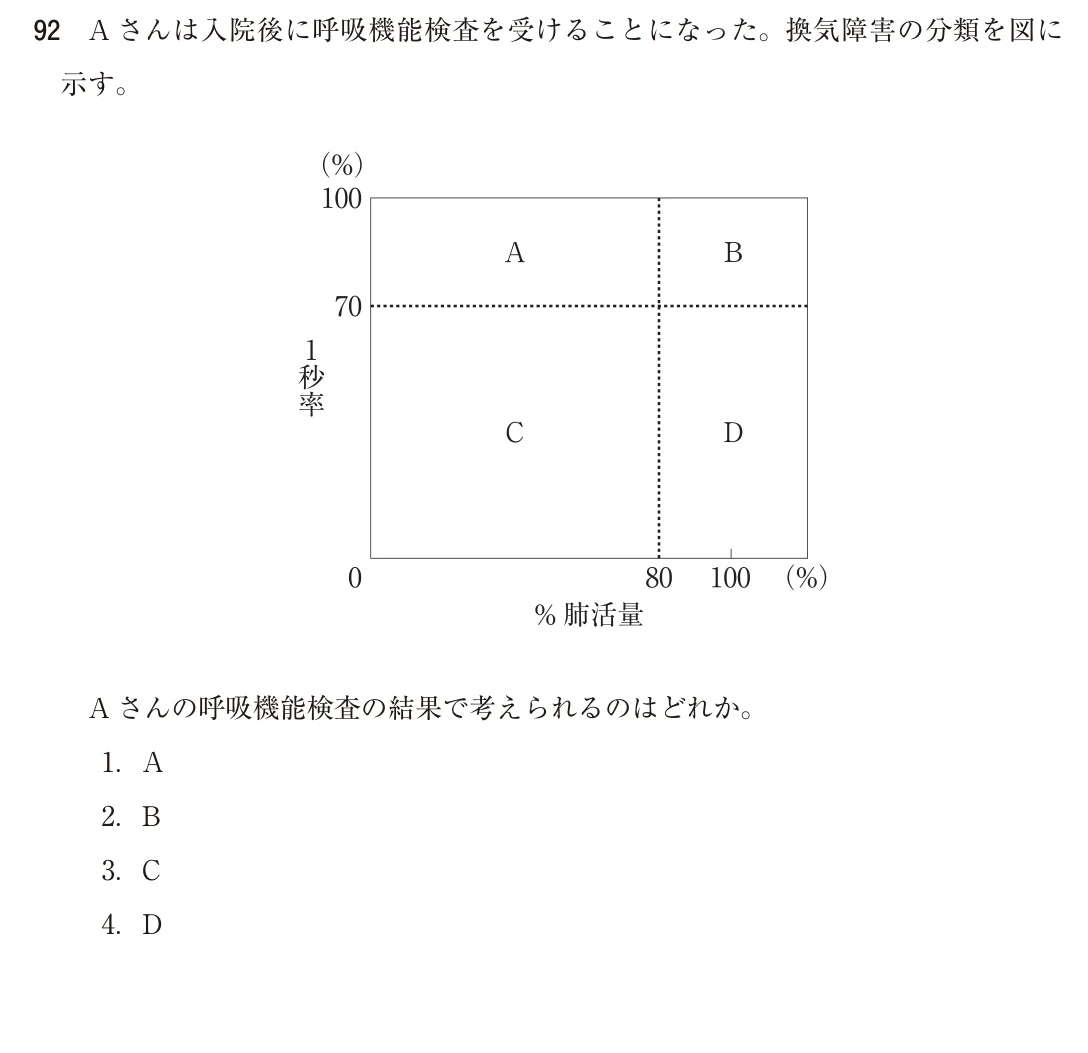 92 Aさんは入院後に呼吸機能検査を受けることになった。換気障害の分類を図に
示す。
(%)
100
A
B
70
1秒率
C
D
0
80
100
(%)
% 肺活量
Aさんの呼吸機能検査の結果で考えられるのはどれか。
1. A
2. B
3. C
4. D